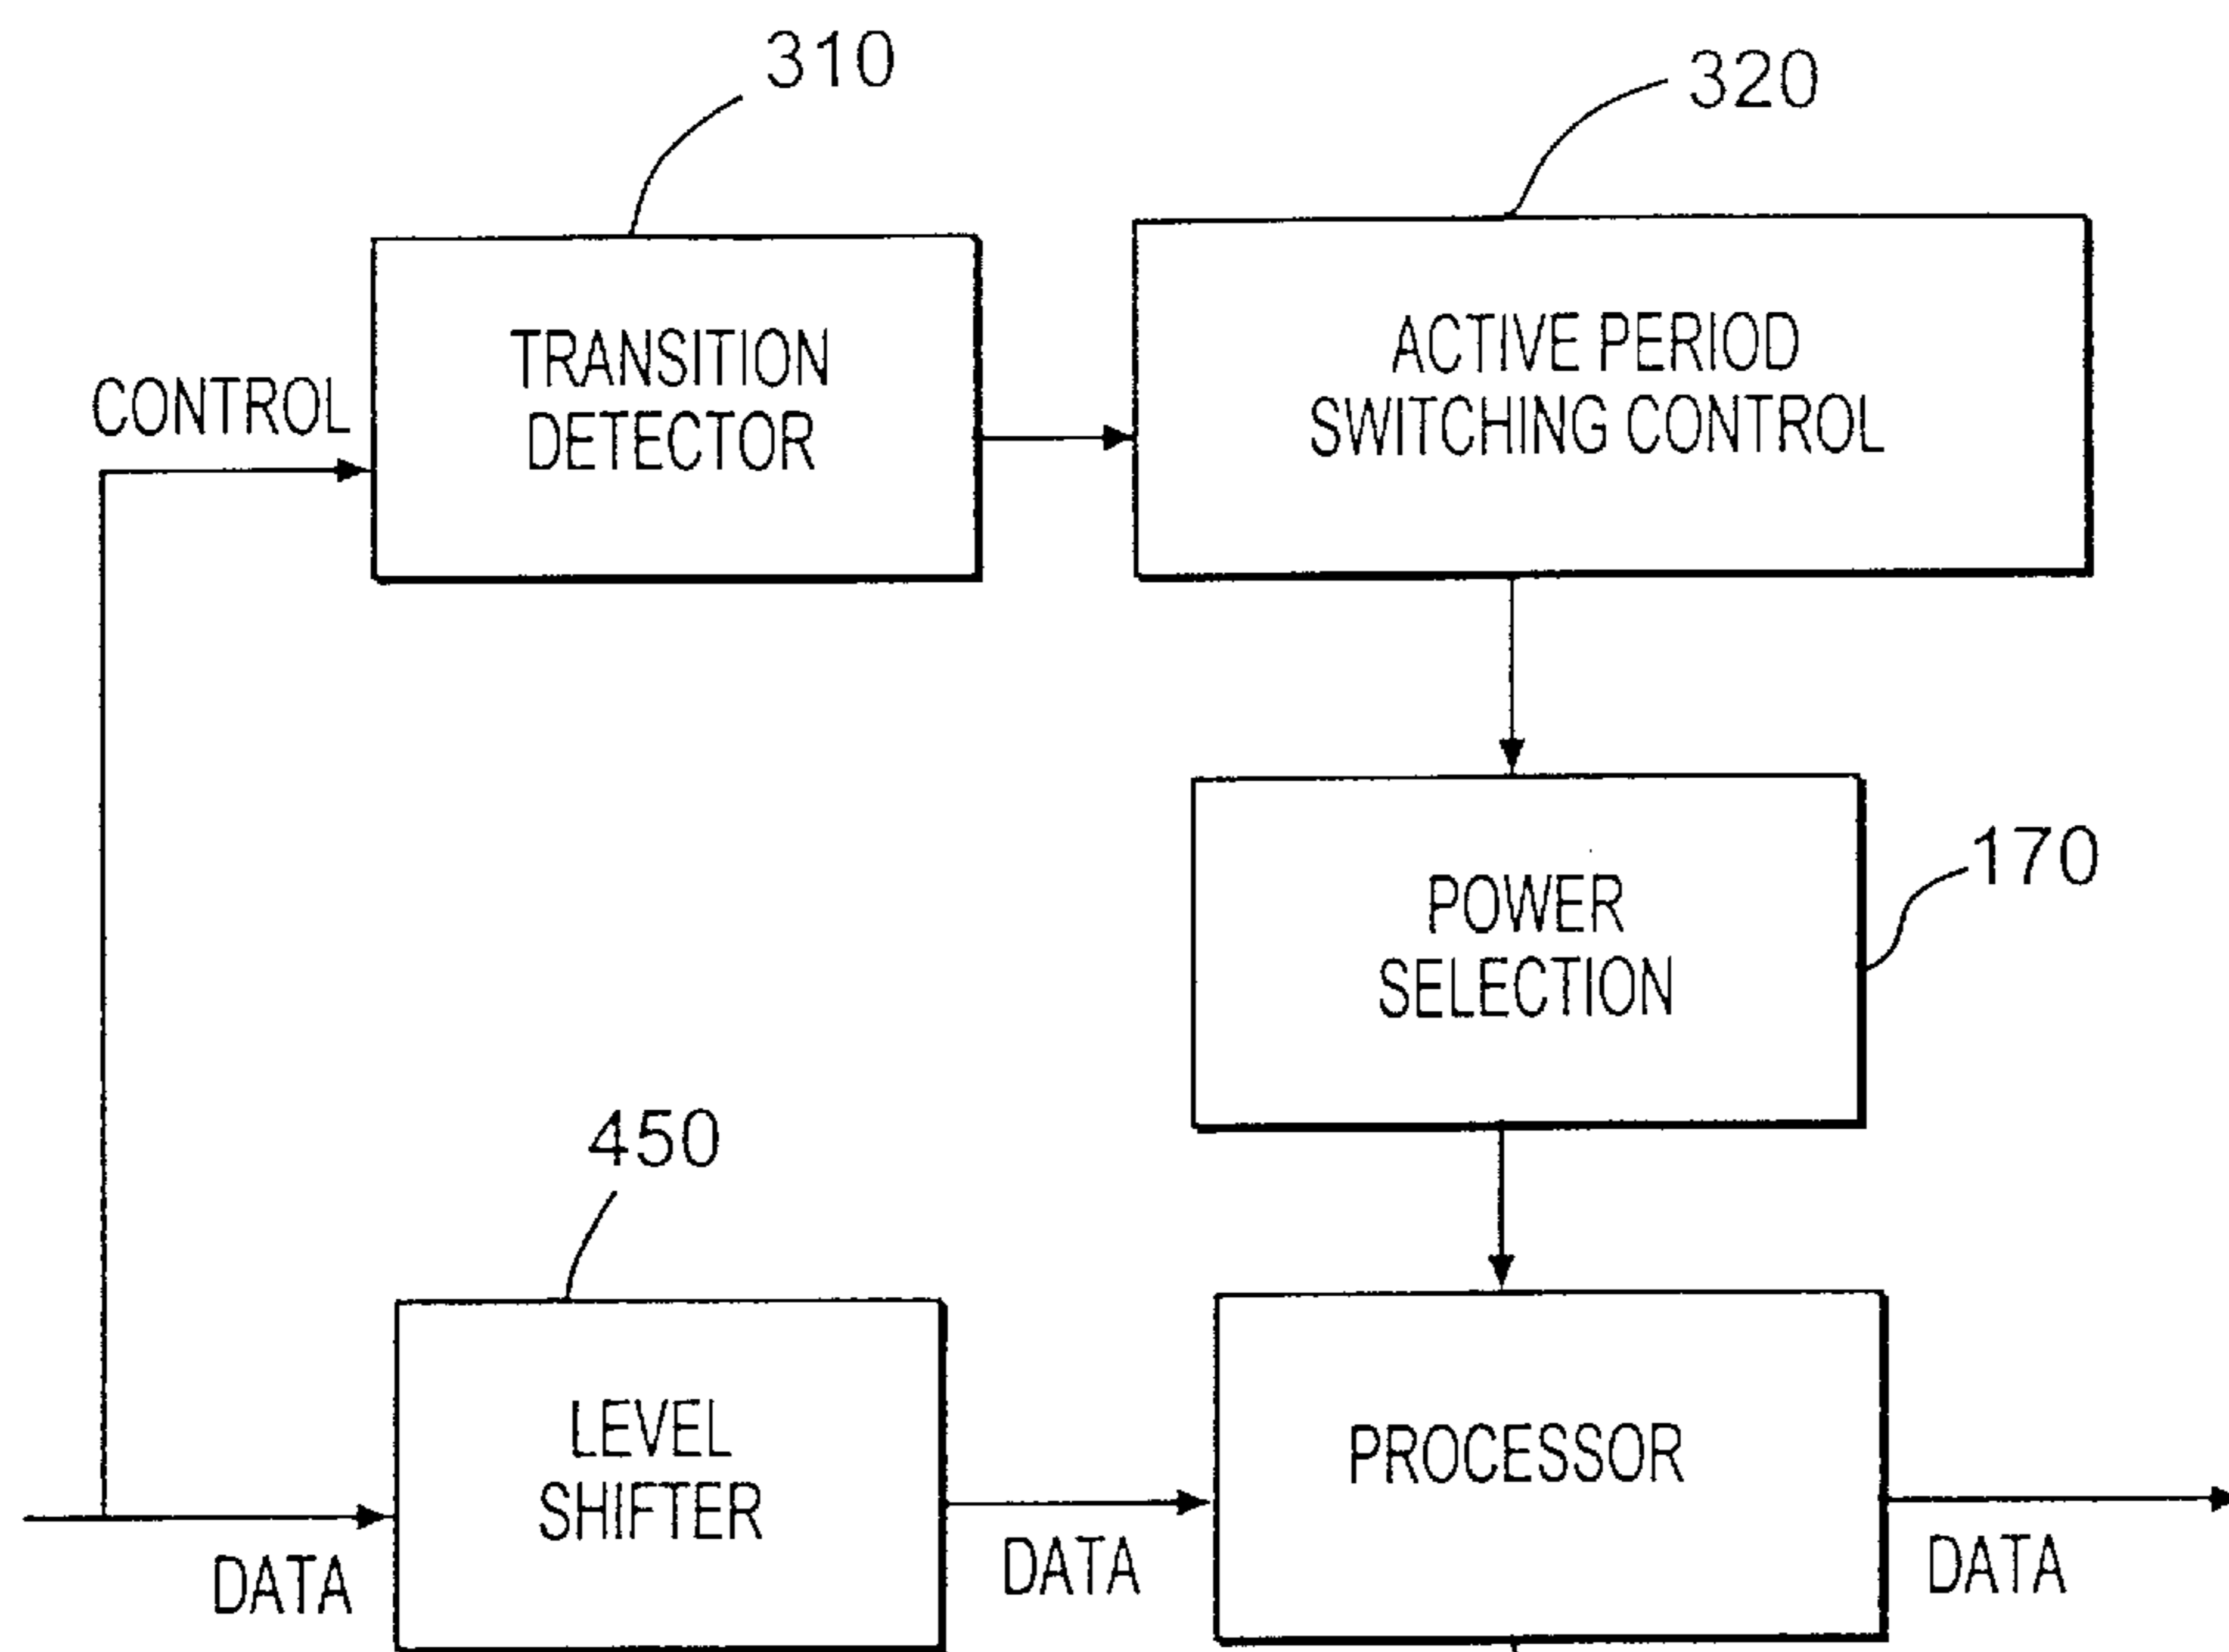 310
320
TRANSITION
DETECTOR
ACTIVE PERIOD
SWITCHING CONTROL
CONTROL
POWER
SELECTION
170
450
LEVEL
SHIFTER
PROCESSOR
DATA
DATA
DATA